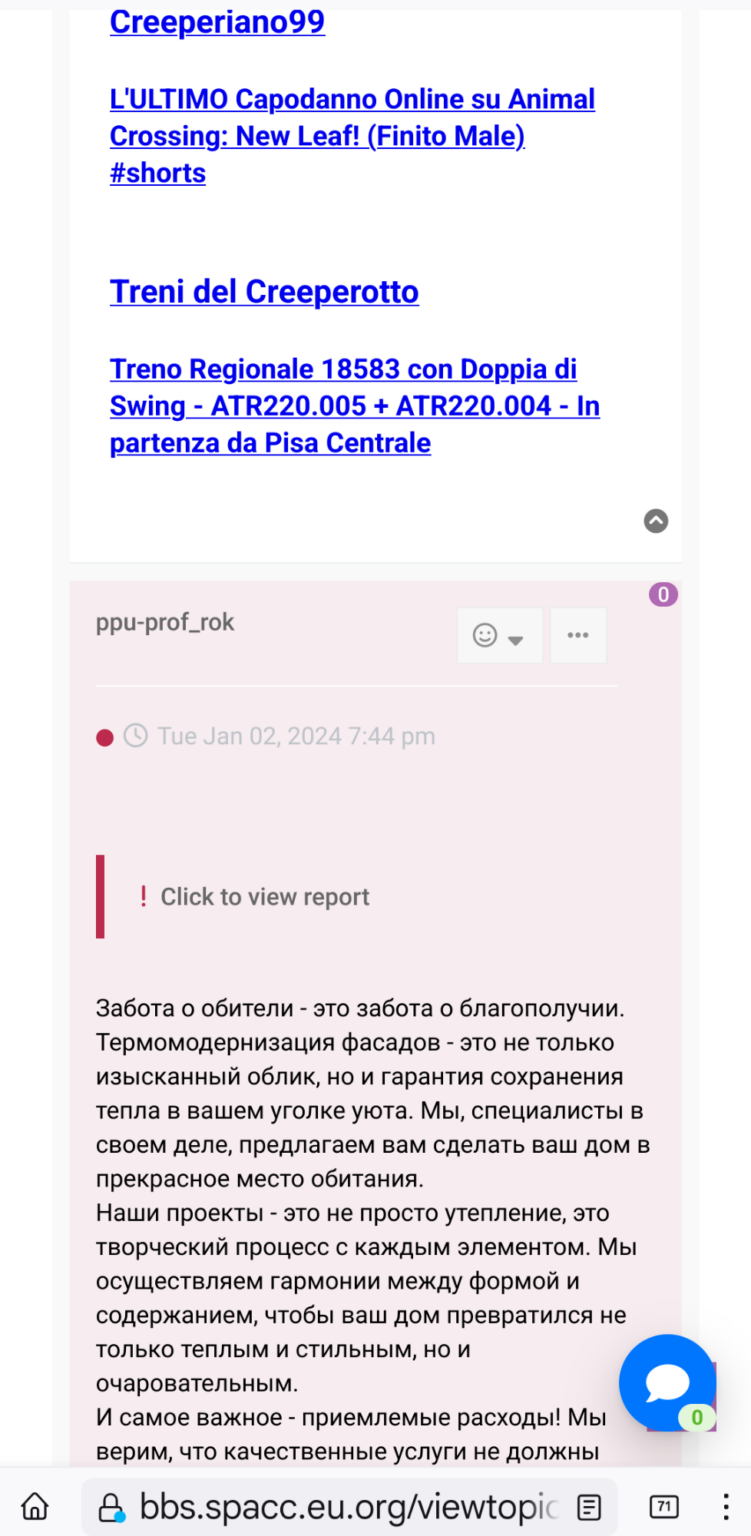 Creeperiano99
L'ULTIMO Capodanno Online su Animal
Crossing: New Leaf! (Finito Male)
#shorts
Treni del Creeperotto
Treno Regionale 18583 con Doppia di
Swing - ATR220.005 + ATR220.004 - In
partenza da Pisa Centrale
0
ppu-prof_rok
Tue Jan 02, 2024 7:44 pm
! Click to view report
Забота о обители - это забота о благополучии.
Термомодернизация фасадов - это не только
изысканный облик, но и гарантия сохранения
тепла в вашем уголке уюта. Мы, специалисты в
своем деле, предлагаем вам сделать ваш дом в
прекрасное место обитания.
Наши проекты - это не просто утепление, это
творческий процесс с каждым элементом. Мы
осуществляем гармонии между формой и
содержанием, чтобы ваш дом превратился не
только теплым и стильным, но и
очаровательным.
И самое важное - приемлемые расходы! Мы
верим, что качественные услуги не должны
0
bbs.spacc.eu.org/viewtopic
71